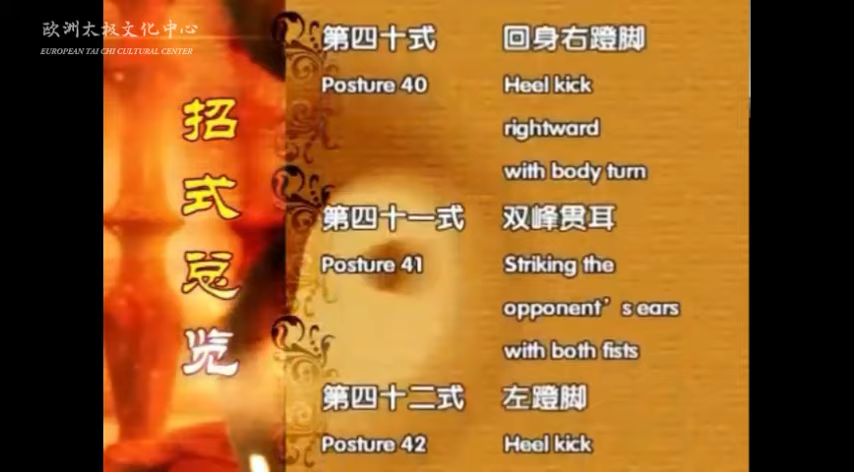 欧洲太极文化中心
EUROPEAN TAI CHI CULTURAL CENTER
招式总览
第四十式 回身右蹬脚
Posture 40 Heel kick
rightward
with body turn
第四十一式 双峰贯耳
Posture 41 Striking the
opponent's ears
with both fists
第四十二式 左蹬脚
Posture 42 Heel kick